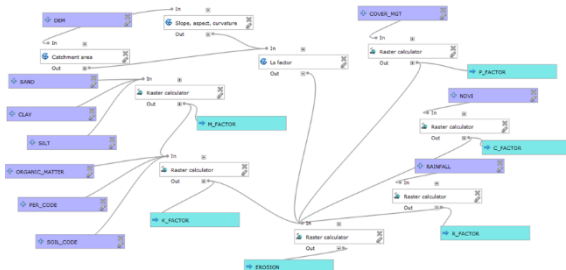 DEM
In
Slope, aspect, curvature
Out
COVER_MGT
In
Catchment area
Out
In
Ls factor
Out
In
Raster calculator
Out
P_FACTOR
SAND
In
Raster calculator
Out
NDVI
CLAY
M_FACTOR
In
Raster calculator
Out
SILT
C_FACTOR
ORGANIC_MATTER
In
Raster calculator
Out
RAINFALL
In
Raster calculator
Out
PER_CODE
K_FACTOR
R_FACTOR
SOIL_CODE
In
Raster calculator
Out
EROSION